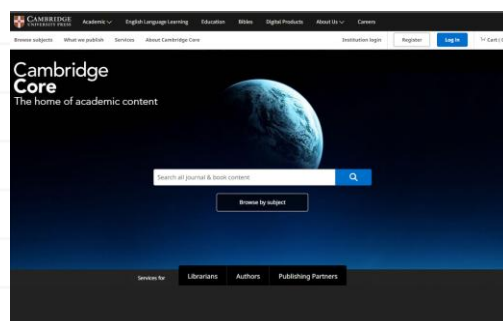 CAMBRIDGE UNIVERSITY PRESS Academic English Language Learning Education Bibles Digital Products About Us Careers
Browse subjects What we publish Services About Cambridge Core Institution login Register Log in Cart
Cambridge
Core
The home of academic content
Search all journal & book content
Browse by subject
Services for Librarians Authors Publishing Partners